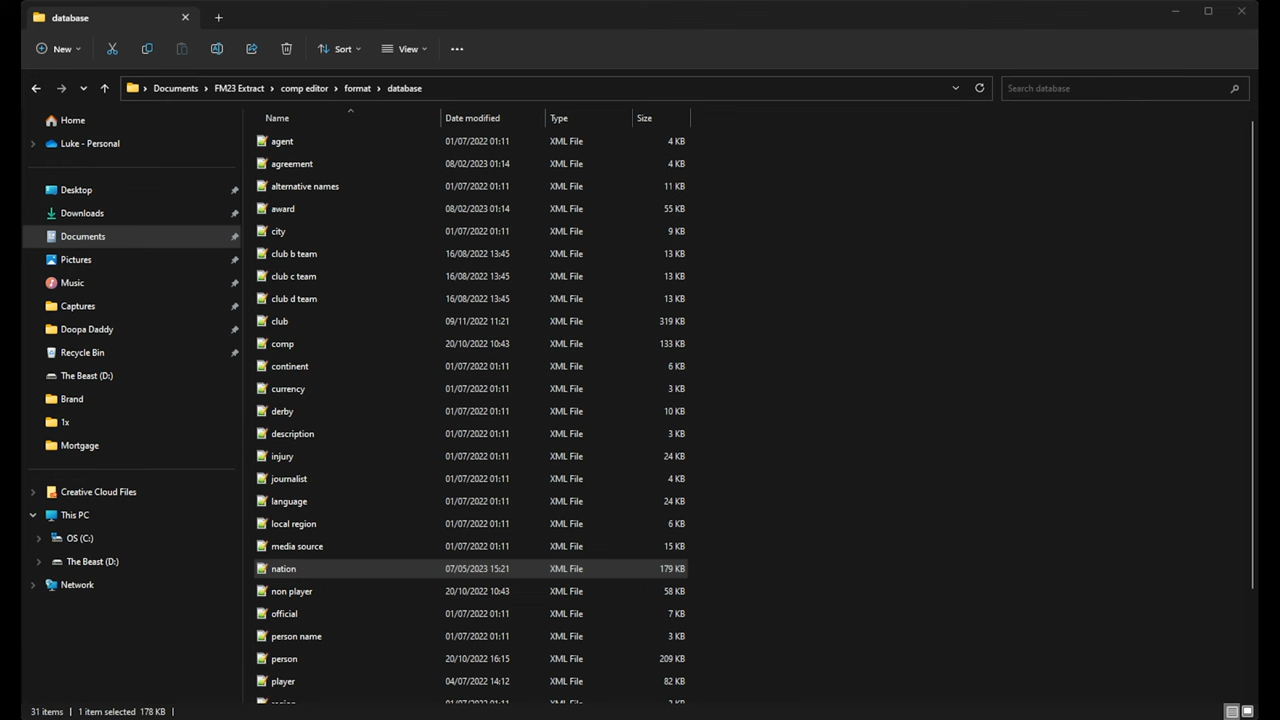 database
New
Sort
View
Documents
FM23 Extract
comp editor
format
database
Search database
Home
Luke - Personal
Desktop
Downloads
Documents
Pictures
Music
Captures
Doopa Daddy
Recycle Bin
The Beast (D:)
Brand
1x
Mortgage
Creative Cloud Files
This PC
OS (C:)
The Beast (D:)
Network
Name Date modified Type Size
agent 01/07/2022 01:11 XML File 4 KB
agreement 08/02/2023 01:14 XML File 4 KB
alternative names 01/07/2022 01:11 XML File 11 KB
award 08/02/2023 01:14 XML File 55 KB
city 01/07/2022 01:11 XML File 9 KB
club b team 16/08/2022 13:45 XML File 13 KB
club c team 16/08/2022 13:45 XML File 13 KB
club d team 16/08/2022 13:45 XML File 13 KB
club 09/11/2022 11:21 XML File 319 KB
comp 20/10/2022 10:43 XML File 133 KB
continent 01/07/2022 01:11 XML File 6 KB
currency 01/07/2022 01:11 XML File 3 KB
derby 01/07/2022 01:11 XML File 10 KB
description 01/07/2022 01:11 XML File 3 KB
injury 01/07/2022 01:11 XML File 24 KB
journalist 01/07/2022 01:11 XML File 4 KB
language 01/07/2022 01:11 XML File 24 KB
local region 01/07/2022 01:11 XML File 6 KB
media source 01/07/2022 01:11 XML File 15 KB
nation 07/05/2023 15:21 XML File 179 KB
non player 20/10/2022 10:43 XML File 58 KB
official 01/07/2022 01:11 XML File 7 KB
person name 01/07/2022 01:11 XML File 3 KB
person 20/10/2022 16:15 XML File 209 KB
player 04/07/2022 14:12 XML File 82 KB
31 items 1 item selected 178 KB